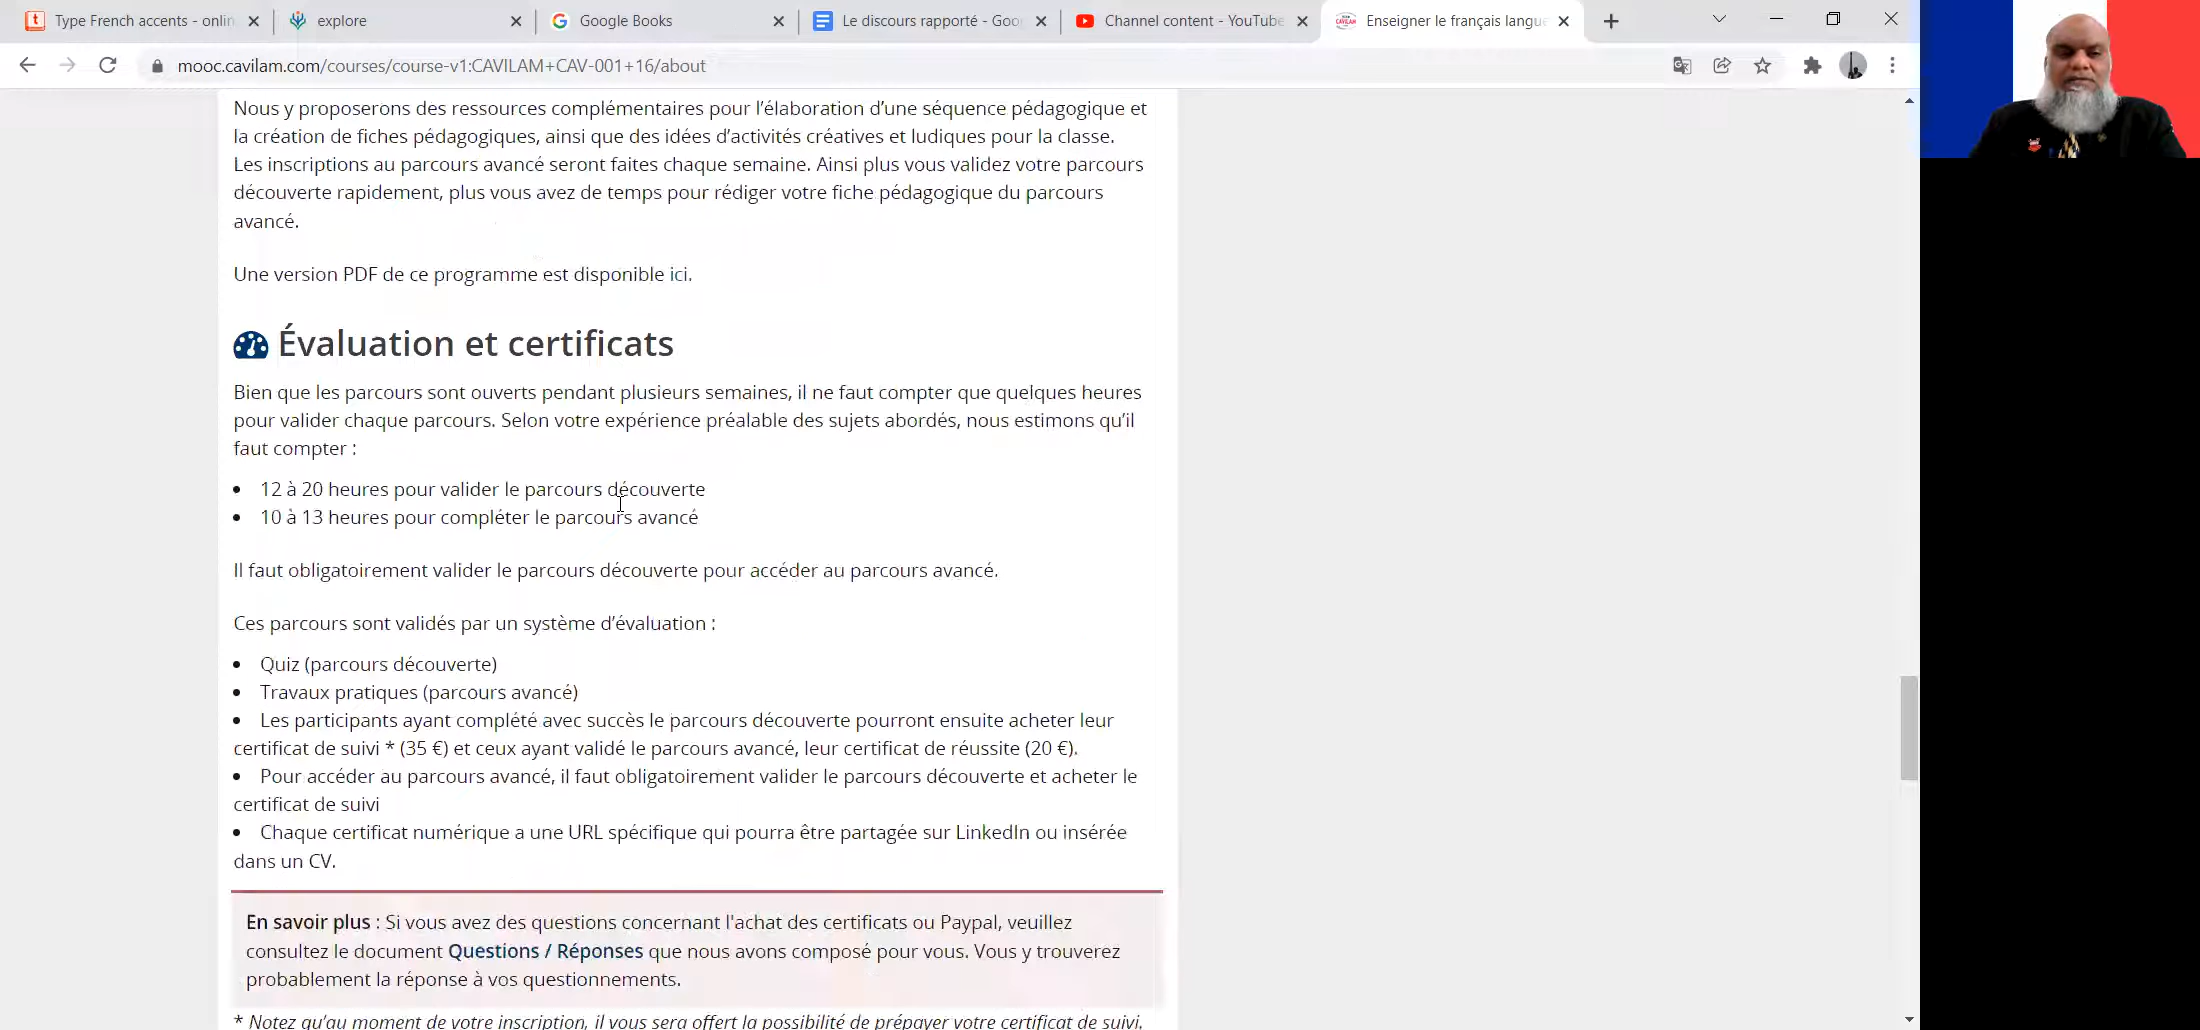 Type French accents - onlin
explore
Google Books
Le discours rapporté - Goo
Channel content - YouTube
Enseigner le français langue
mooc.cavilam.com/courses/course-v1:CAVILAM+CAV-001+16/about
Nous y proposerons des ressources complémentaires pour l’élaboration d’une séquence pédagogique et
la création de fiches pédagogiques, ainsi que des idées d’activités créatives et ludiques pour la classe.
Les inscriptions au parcours avancé seront faites chaque semaine. Ainsi plus vous validez votre parcours
découverte rapidement, plus vous avez de temps pour rédiger votre fiche pédagogique du parcours
avancé.
Une version PDF de ce programme est disponible ici.
Évaluation et certificats
Bien que les parcours sont ouverts pendant plusieurs semaines, il ne faut compter que quelques heures
pour valider chaque parcours. Selon votre expérience préalable des sujets abordés, nous estimons qu’il
faut compter :
• 12 à 20 heures pour valider le parcours découverte
• 10 à 13 heures pour compléter le parcours avancé
Il faut obligatoirement valider le parcours découverte pour accéder au parcours avancé.
Ces parcours sont validés par un système d’évaluation :
• Quiz (parcours découverte)
• Travaux pratiques (parcours avancé)
• Les participants ayant complété avec succès le parcours découverte pourront ensuite acheter leur
certificat de suivi * (35 €) et ceux ayant validé le parcours avancé, leur certificat de réussite (20 €).
• Pour accéder au parcours avancé, il faut obligatoirement valider le parcours découverte et acheter le
certificat de suivi
• Chaque certificat numérique a une URL spécifique qui pourra être partagée sur LinkedIn ou insérée
dans un CV.
En savoir plus : Si vous avez des questions concernant l'achat des certificats ou Paypal, veuillez
consultez le document Questions / Réponses que nous avons composé pour vous. Vous y trouverez
probablement la réponse à vos questionnements.
* Notez qu’au moment de votre inscription, il vous sera offert la possibilité de prépayer votre certificat de suivi.